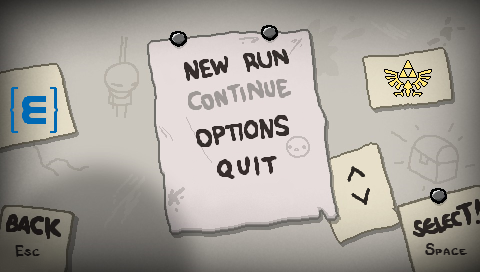 NEW RUN
CONTINUE
OPTIONS
QUIT
{m}
BACK
ESC
SELECT!
SPACE